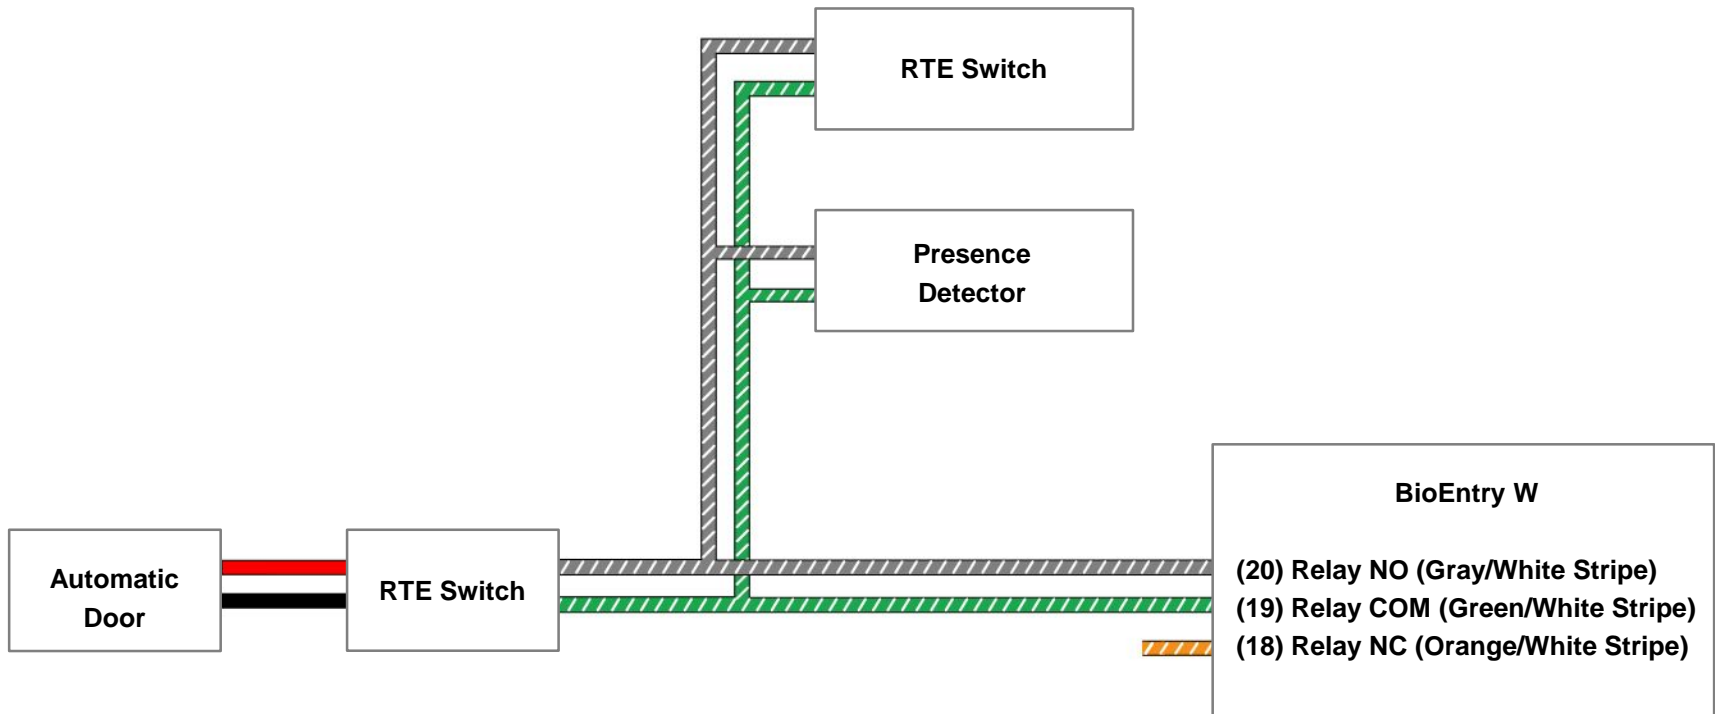 RTE Switch
Presence
Detector
BioEntry W
(20) Relay NO (Gray/White Stripe)
(19) Relay COM (Green/White Stripe)
(18) Relay NC (Orange/White Stripe)
Automatic
Door
RTE Switch